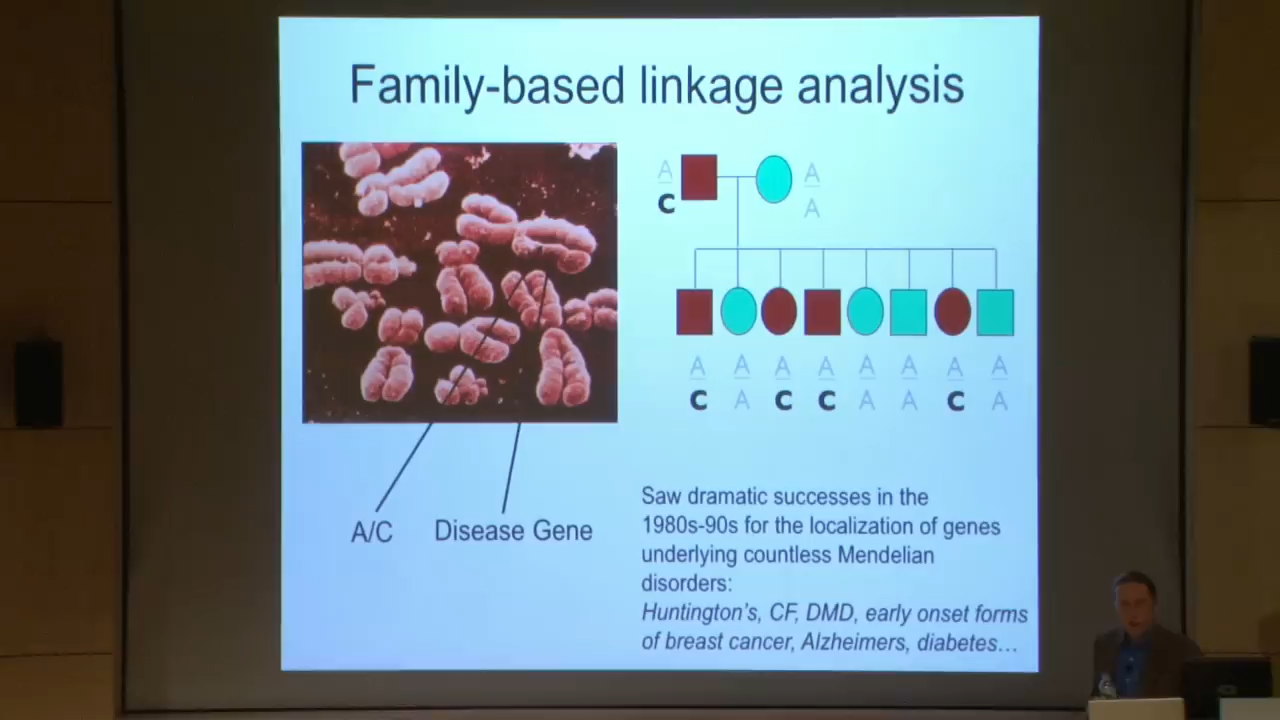 Family-based linkage analysis
A
C
A
A
A A A A A A A A
C A C C A A C A
A/C Disease Gene
Saw dramatic successes in the
1980s-90s for the localization of genes
underlying countless Mendelian
disorders:
Huntington's, CF, DMD, early onset forms
of breast cancer, Alzheimers, diabetes…